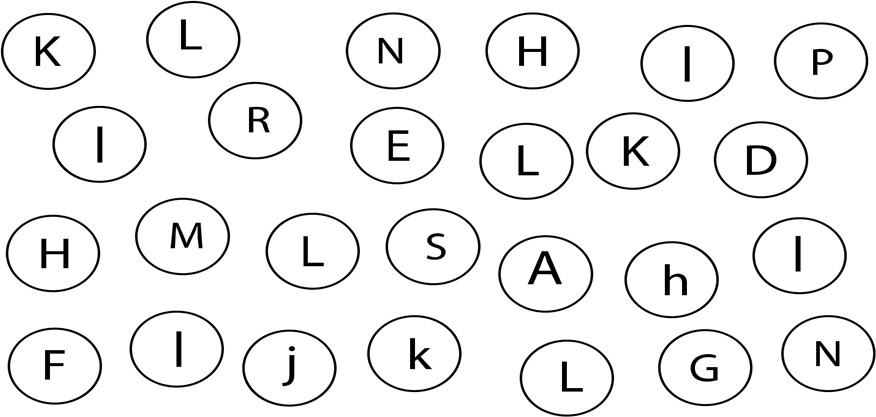 K L N H l P
l R E L K D
H M L S A h l
F l j k L G N